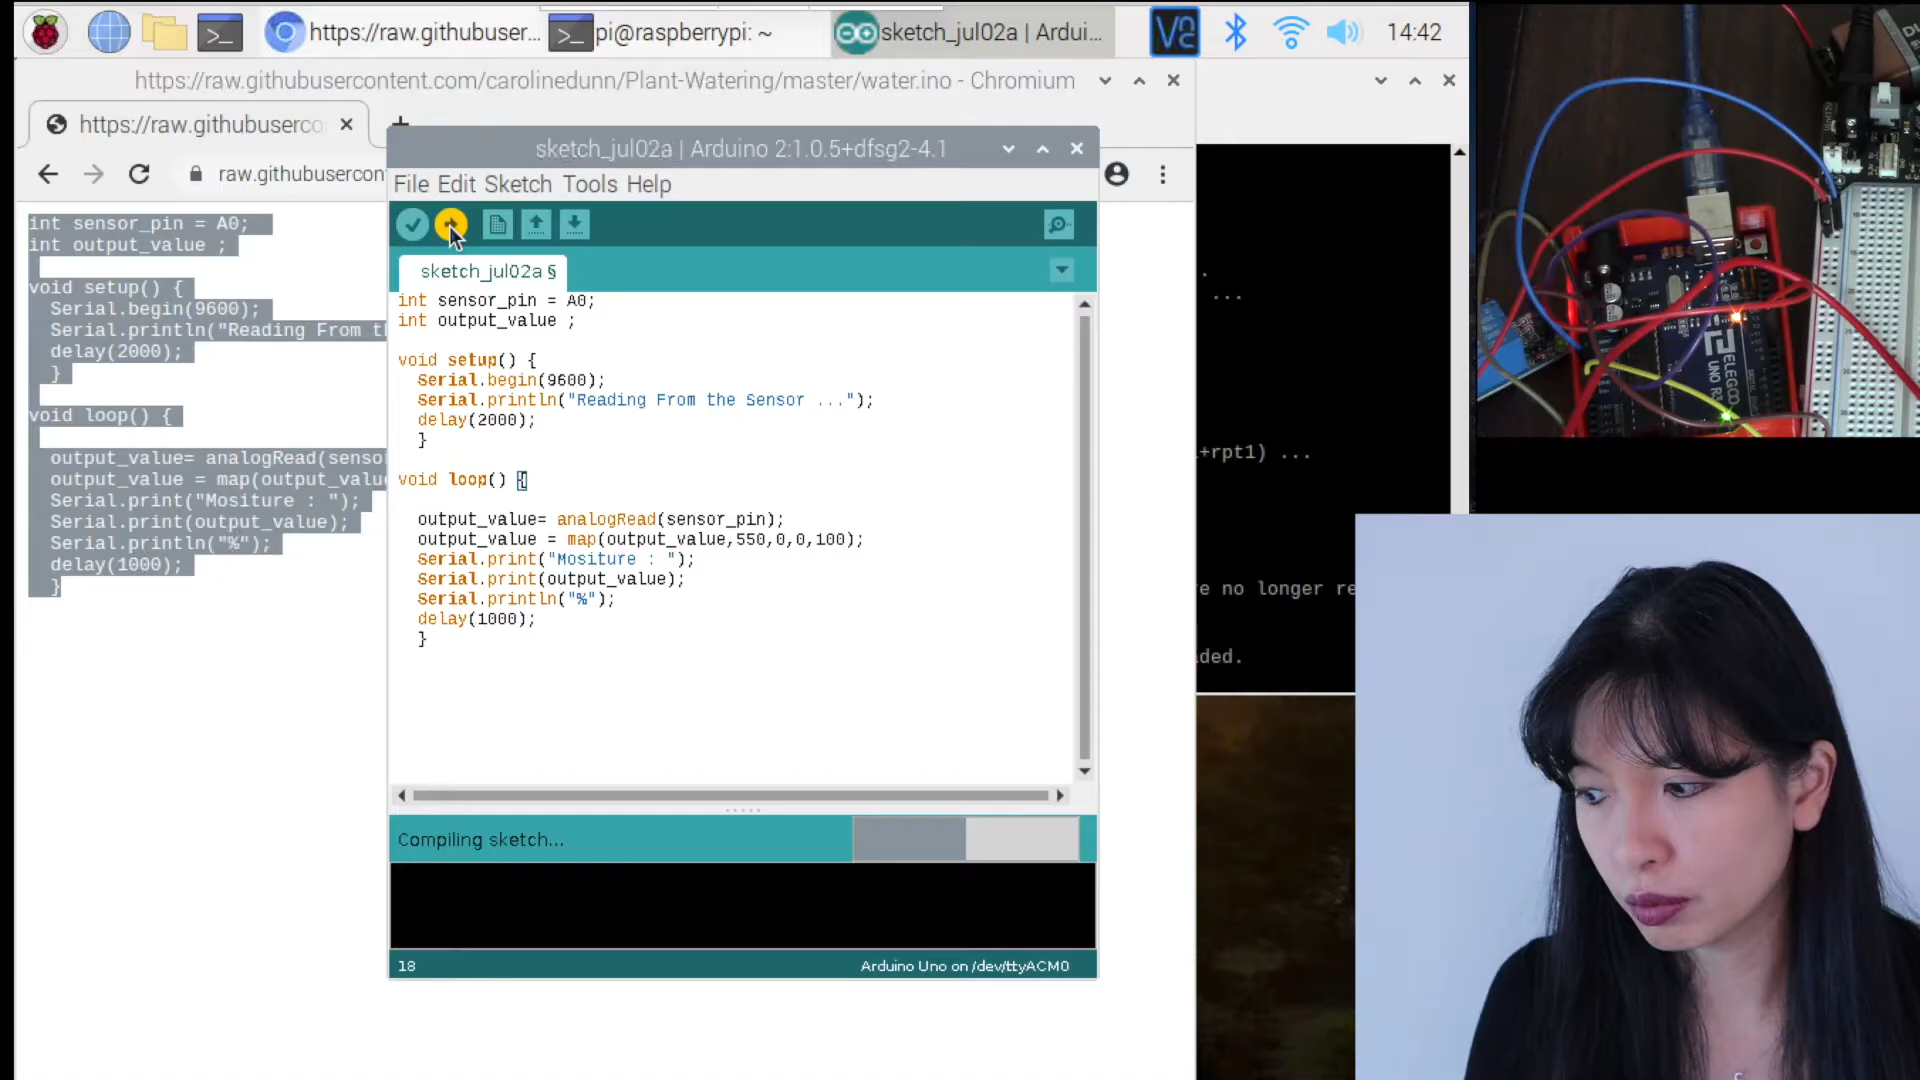 https://raw.githubuser...
pi@raspberrypi: ~
sketch_jul02a | Ardui...
14:42
https://raw.githubusercontent.com/carolinedunn/Plant-Watering/master/water.ino - Chromium
https://raw.githubuserco
raw.githubusercon
int sensor_pin = A0;
int output_value ;
void setup() {
Serial.begin(9600);
Serial.println("Reading From t
delay(2000);
}
void loop() {
output_value= analogRead(senso
output_value = map(output_valu
Serial.print("Mositure : ");
Serial.print(output_value);
Serial.println("%");
delay(1000);
}
sketch_jul02a | Arduino 2:1.0.5+dfsg2-4.1
File Edit Sketch Tools Help
sketch_jul02a §
int sensor_pin = A0;
int output_value ;
void setup() {
Serial.begin(9600);
Serial.println("Reading From the Sensor ...");
delay(2000);
}
void loop() {
output_value= analogRead(sensor_pin);
output_value = map(output_value,550,0,0,100);
Serial.print("Mositure : ");
Serial.print(output_value);
Serial.println("%");
delay(1000);
}
Compiling sketch...
18
Arduino Uno on /dev/ttyACM0
.
...
+rpt1) ...
e no longer re
ded.
ELEGOO
UNO R3